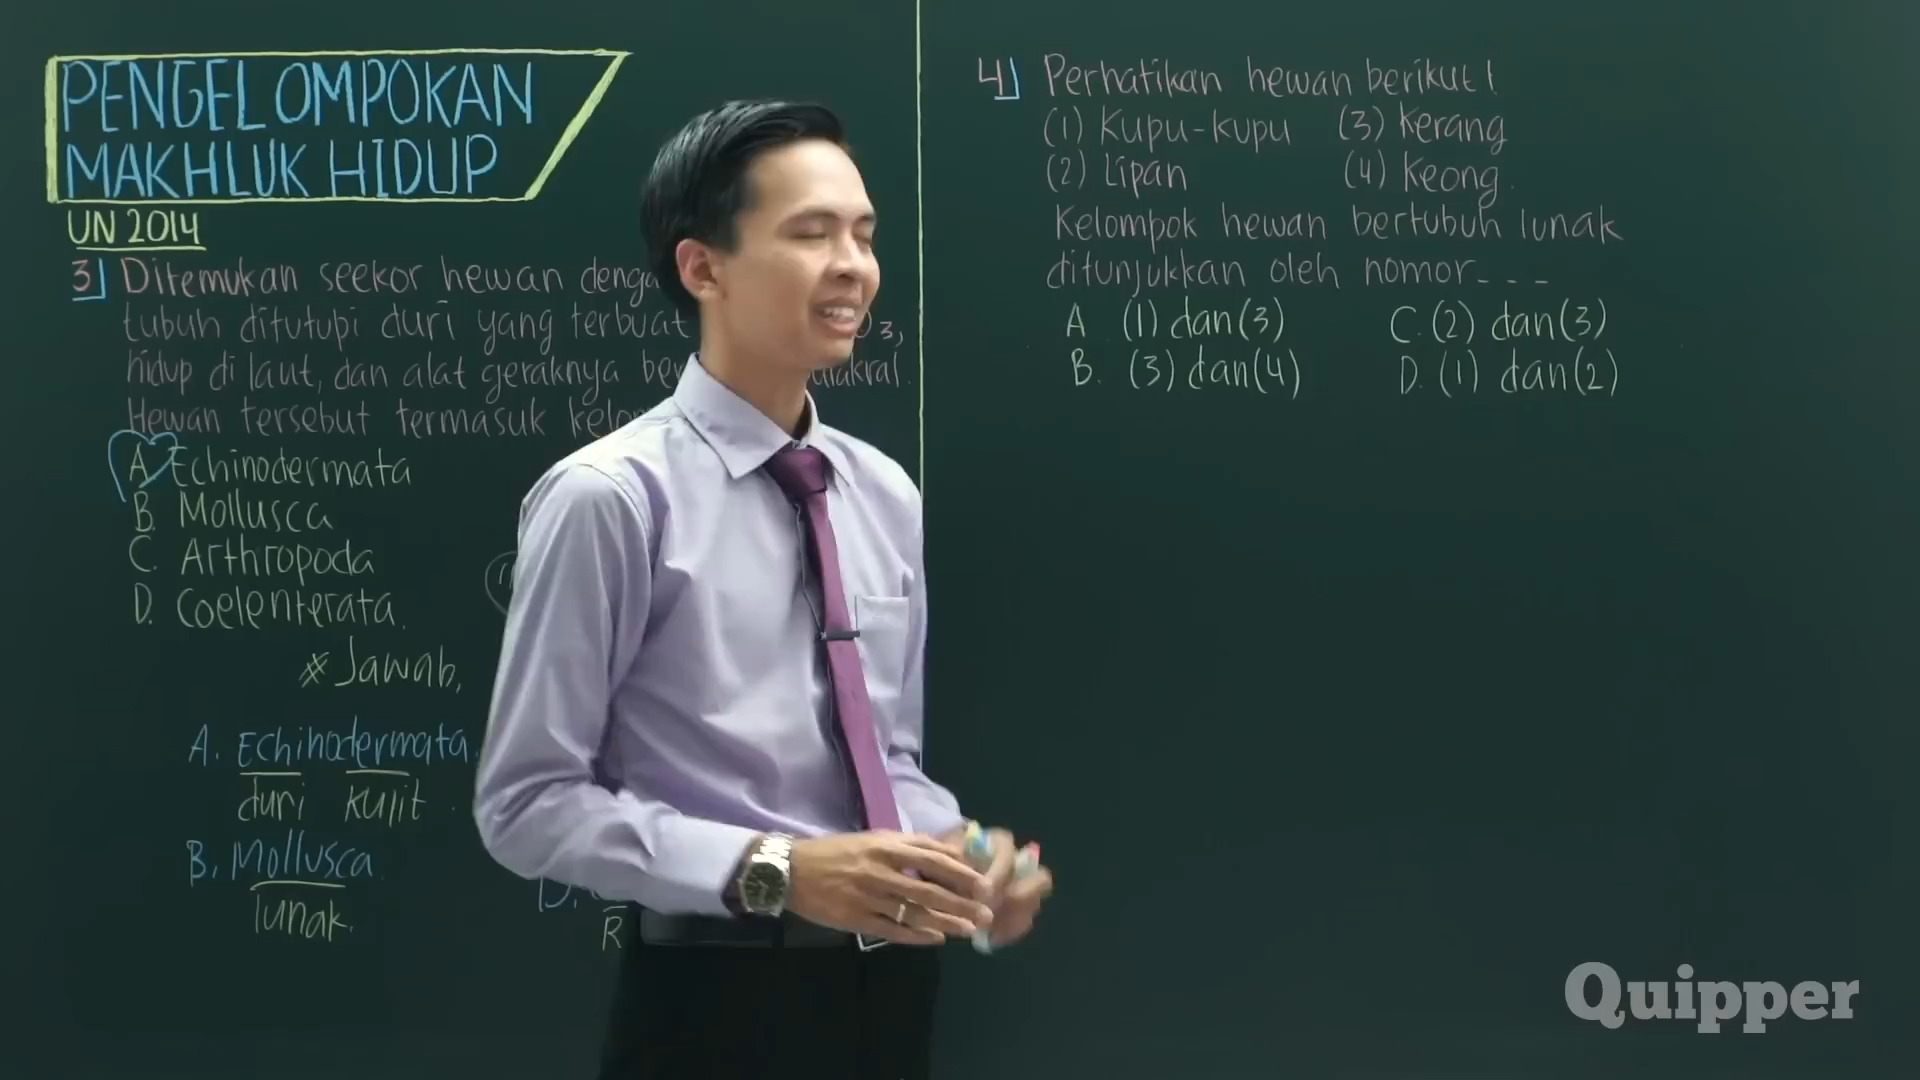 PENGELOMPOKAN
MAKHLUK HIDUP
UN 2014
3] Ditemukan seekor hewan
tubuh ditutupi duri yang terbuat 3,
hidup di laut, dan alat geraknya
Hewan tersebut termasuk
A. Echinodermata
B. Mollusca
C. Arthropoda
D. Coelenterata.
* Jawab,
A. Echinodermata.
duri kulit.
B. Mollusca.
lunak.
D.
R
4] Perhatikan hewan berikut!
(1) Kupu-kupu (3) Kerang
(2) Lipan (4) Keong.
Kelompok hewan bertubuh lunak
ditunjukkan oleh nomor----
A (1) dan (3) C. (2) dan (3)
B. (3) dan (4) D. (1) dan (2)
Quipper